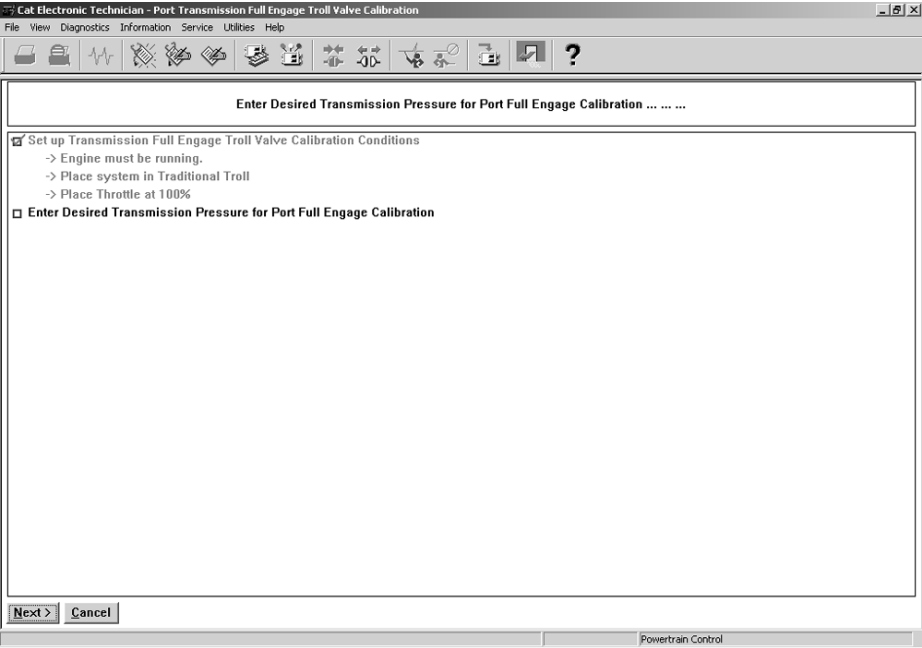 Cat Electronic Technician - Port Transmission Full Engage Troll Valve Calibration
File View Diagnostics Information Service Utilities Help
?
Enter Desired Transmission Pressure for Port Full Engage Calibration ... ... ...
Set up Transmission Full Engage Troll Valve Calibration Conditions
-> Engine must be running.
-> Place system in Traditional Troll
-> Place Throttle at 100%
Enter Desired Transmission Pressure for Port Full Engage Calibration
Next > Cancel
Powertrain Control